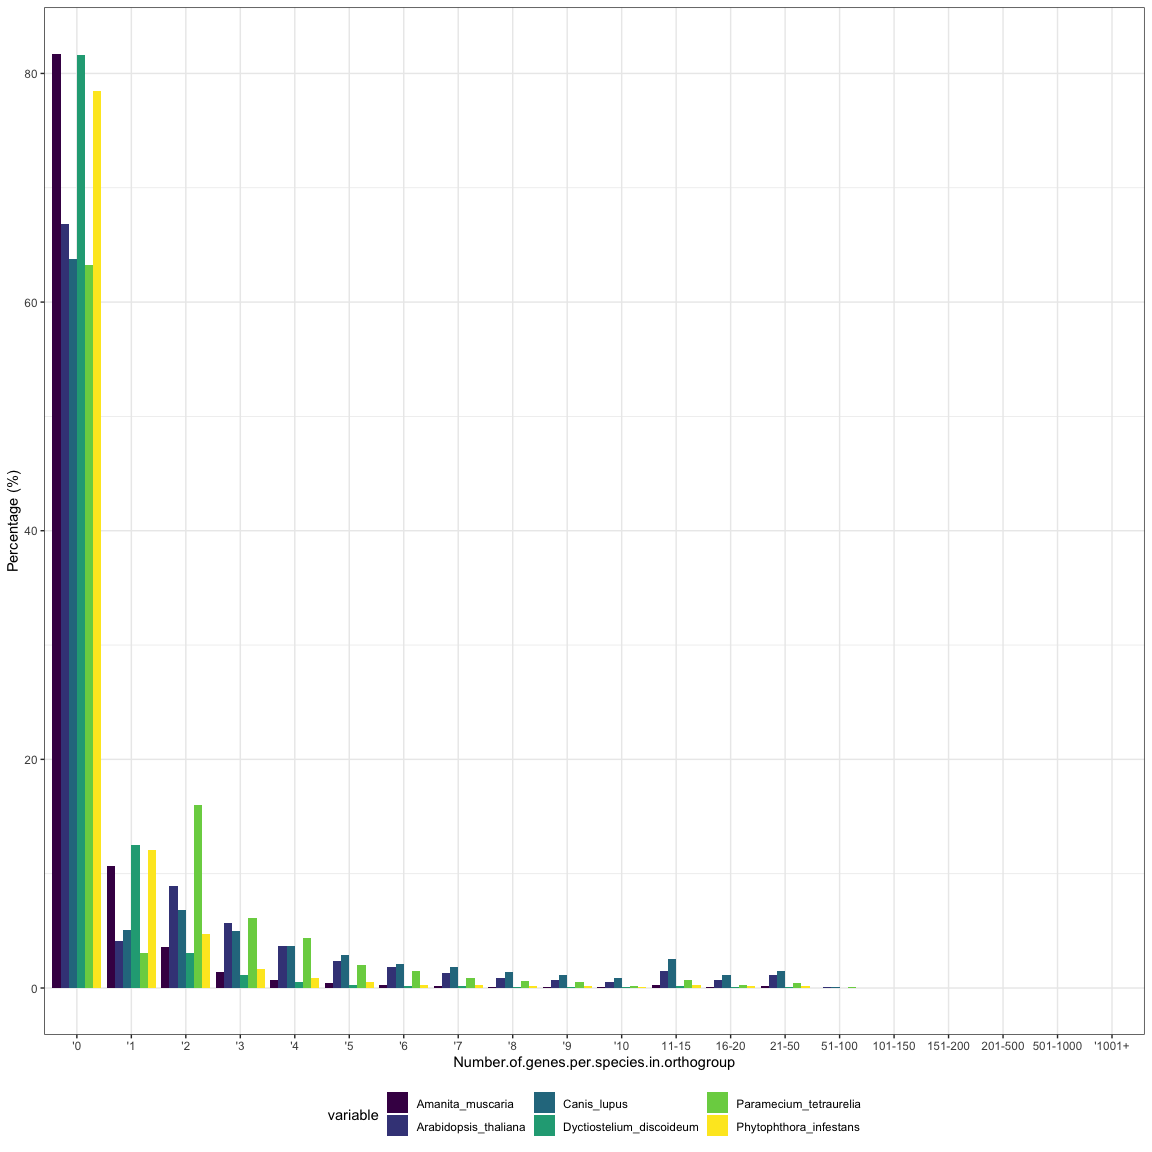 Percentage (%)
80
60
40
20
0
'0 '1 '2 '3 '4 '5 '6 '7 '8 '9 '10 11-15 16-20 21-50 51-100 101-150 151-200 201-500 501-1000 '1001+
Number.of.genes.per.species.in.orthogroup
variable
Amanita_muscaria Canis_lupus Paramecium_tetraurelia
Arabidopsis_thaliana Dyctiostelium_discoideum Phytophthora_infestans